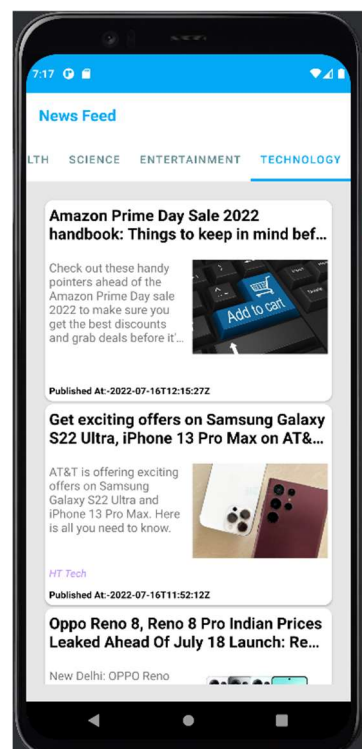 7:17
News Feed
LTH SCIENCE ENTERTAINMENT TECHNOLOGY
Amazon Prime Day Sale 2022
handbook: Things to keep in mind bef...
Check out these handy
pointers ahead of the
Amazon Prime Day sale
2022 to make sure you
get the best discounts
and grab deals before it'...
Add to cart
Published At:-2022-07-16T12:15:27Z
Get exciting offers on Samsung Galaxy
S22 Ultra, iPhone 13 Pro Max on AT&...
AT&T is offering exciting
offers on Samsung
Galaxy S22 Ultra and
iPhone 13 Pro Max. Here
is all you need to know.
HT Tech
Published At:-2022-07-16T11:52:12Z
Oppo Reno 8, Reno 8 Pro Indian Prices
Leaked Ahead Of July 18 Launch: Re...
New Delhi: OPPO Reno